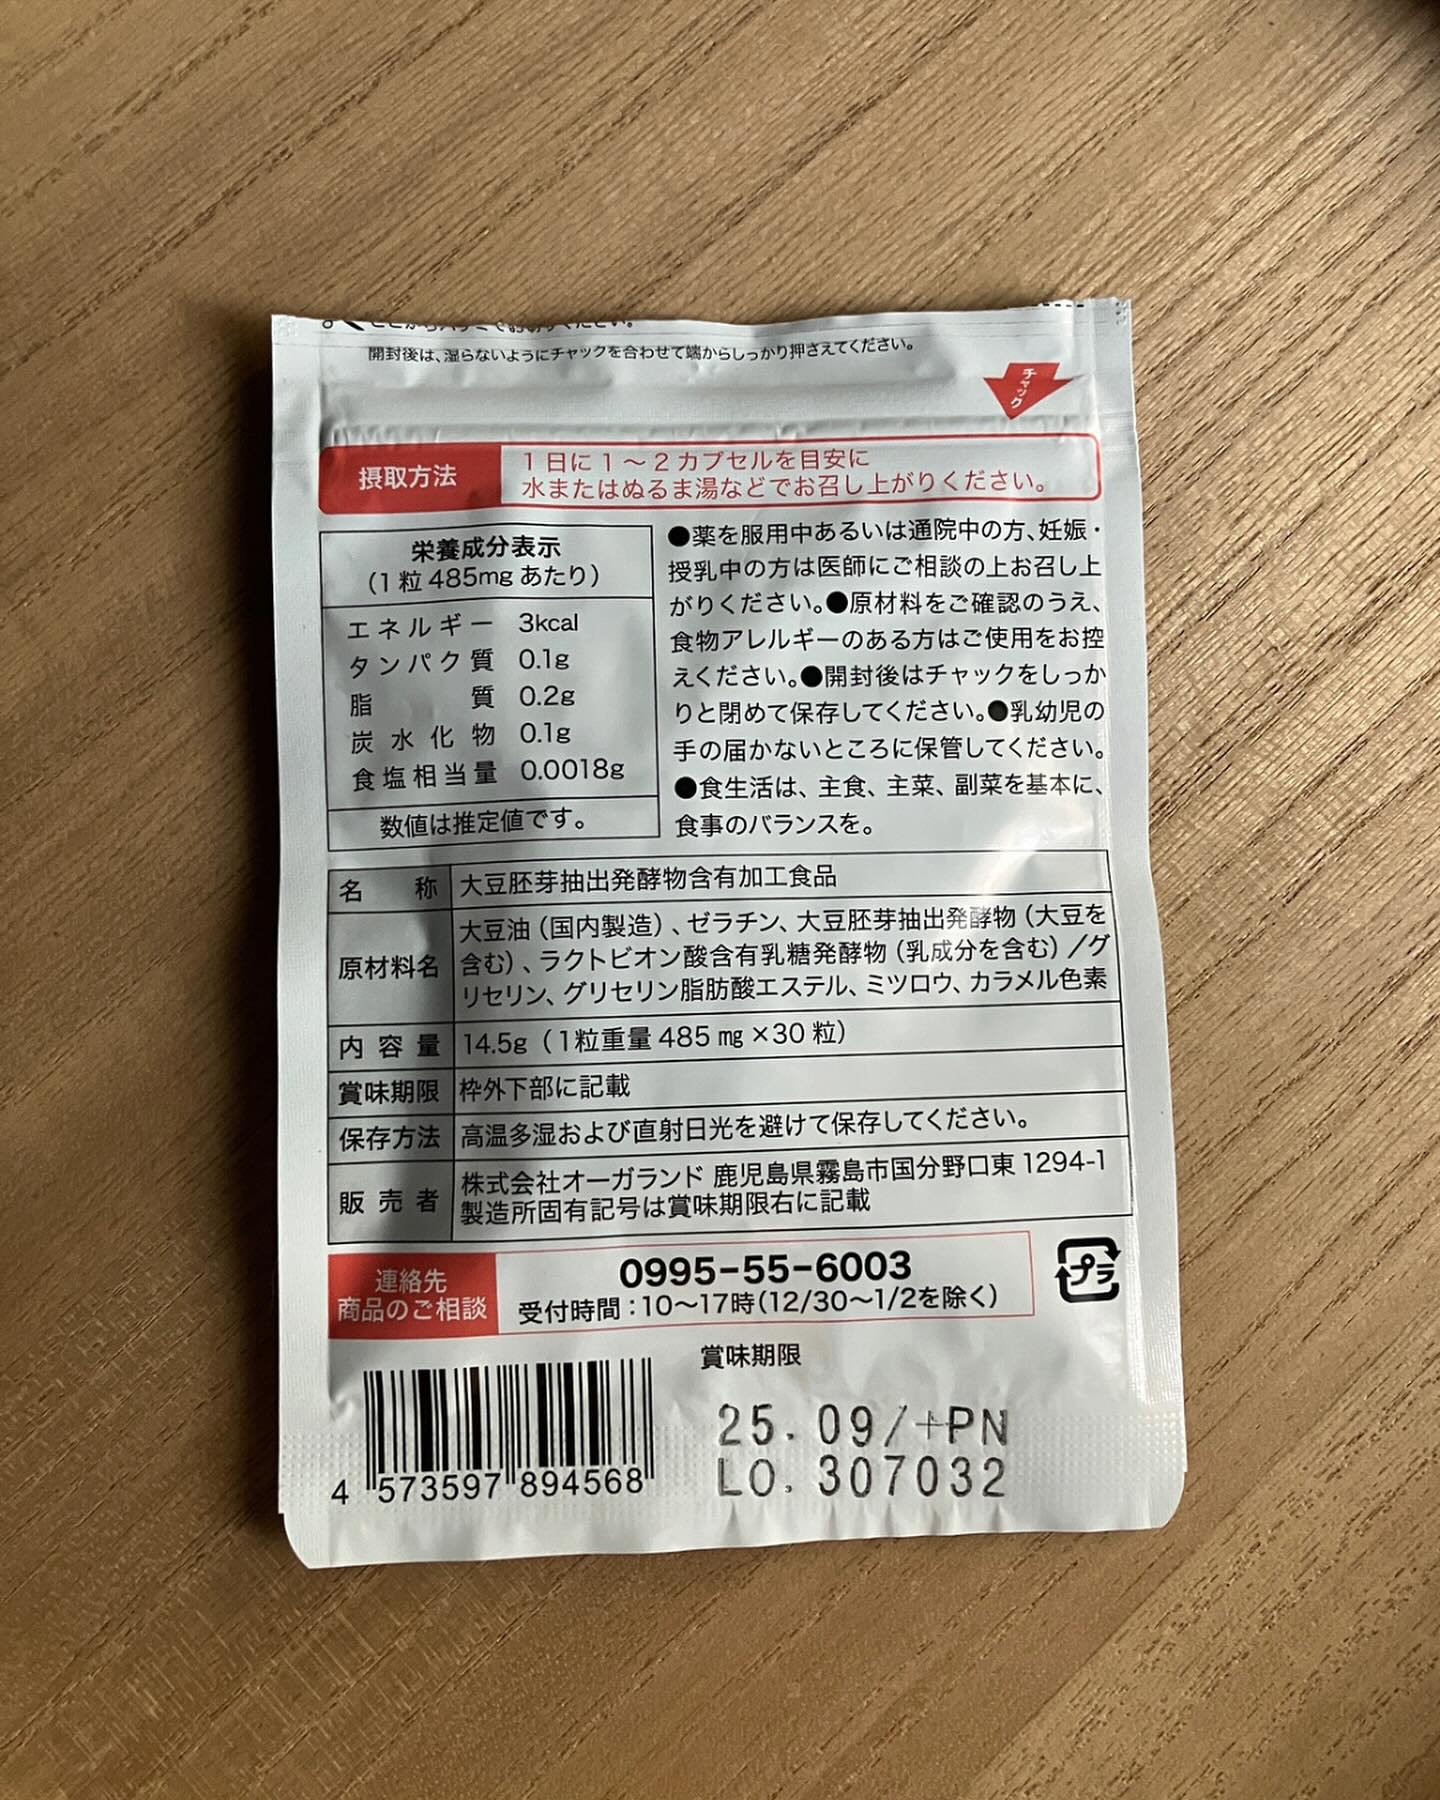 ここからハサミでお切りください。
開封後は、湿らないようにチャックを合わせて端からしっかり押さえてください。
チャック
摂取方法
1日に1〜2カプセルを目安に
水またはぬるま湯などでお召し上がりください。
栄養成分表示
(1粒485mgあたり)
エネルギー 3kcal
タンパク質 0.1g
脂質 0.2g
炭水化物 0.1g
食塩相当量 0.0018g
数値は推定値です。
●薬を服用中あるいは通院中の方、妊娠・
授乳中の方は医師にご相談の上お召し上
がりください。●原材料をご確認のうえ、
食物アレルギーのある方はご使用をお控
えください。●開封後はチャックをしっか
りと閉めて保存してください。●乳幼児の
手の届かないところに保管してください。
●食生活は、主食、主菜、副菜を基本に、
食事のバランスを。
名称 大豆胚芽抽出発酵物含有加工食品
原材料名
大豆油（国内製造）、ゼラチン、大豆胚芽抽出発酵物（大豆を
含む）、ラクトビオン酸含有乳糖発酵物（乳成分を含む）／グ
リセリン、グリセリン脂肪酸エステル、ミツロウ、カラメル色素
内容量 14.5g（1粒重量 485 ㎎ ×30 粒）
賞味期限 枠外下部に記載
保存方法 高温多湿および直射日光を避けて保存してください。
販売者
株式会社オーガランド 鹿児島県霧島市国分野口東 1294-1
製造所固有記号は賞味期限右に記載
連絡先
商品のご相談
0995-55-6003
受付時間：10〜17時（12/30〜1/2を除く）
プラ
賞味期限
25. 09/+PN
LO. 307032
4 573597 894568